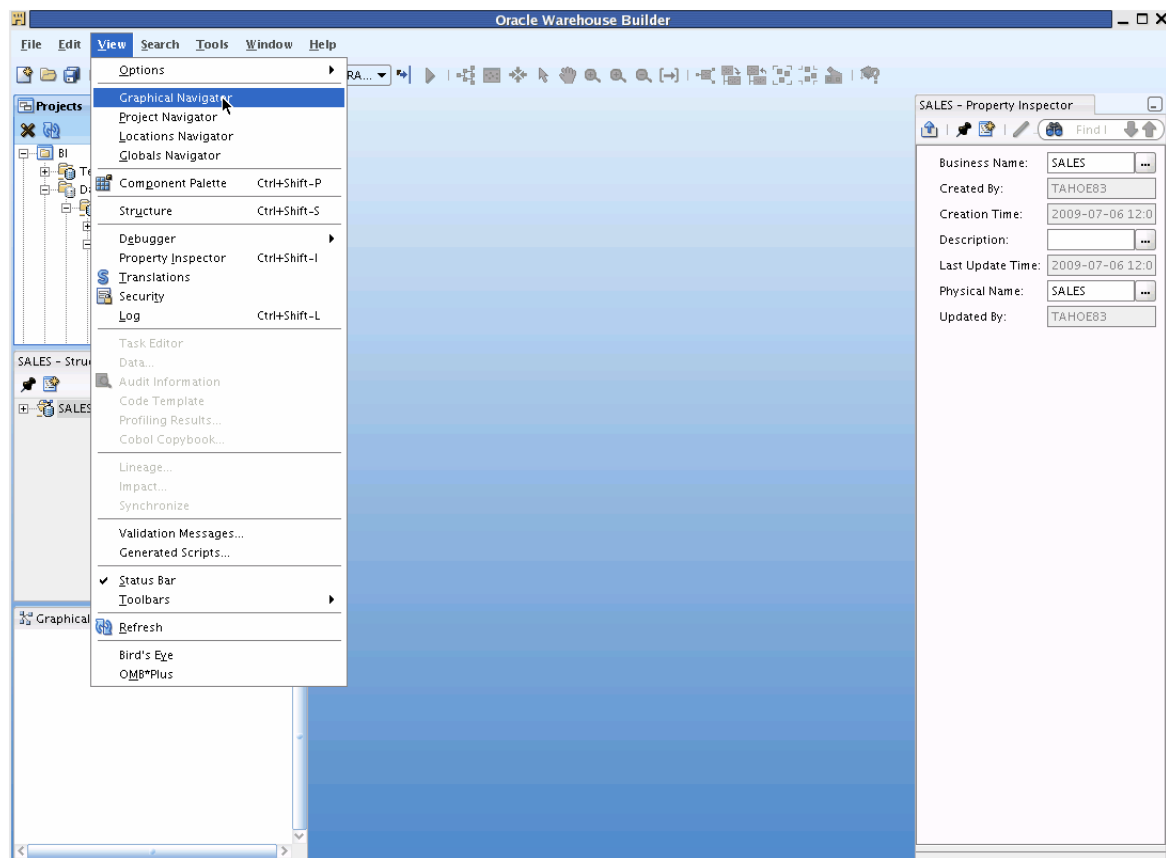 Oracle Warehouse Builder
File Edit View Search Tools Window Help
RA...
Projects
BI
SALES - Stru
SALES
Graphical
Options
Graphical Navigator
Project Navigator
Locations Navigator
Globals Navigator
Component Palette Ctrl+Shift-P
Structure Ctrl+Shift-S
Debugger
Property Inspector Ctrl+Shift-I
Translations
Security
Log Ctrl+Shift-L
Task Editor
Data...
Audit Information
Code Template
Profiling Results...
Cobol Copybook...
Lineage...
Impact...
Synchronize
Validation Messages...
Generated Scripts...
Status Bar
Toolbars
Refresh
Bird's Eye
OMB*Plus
SALES - Property Inspector
Find
Business Name: SALES ...
Created By: TAHOE83
Creation Time: 2009-07-06 12:0
Description: ...
Last Update Time: 2009-07-06 12:0
Physical Name: SALES ...
Updated By: TAHOE83